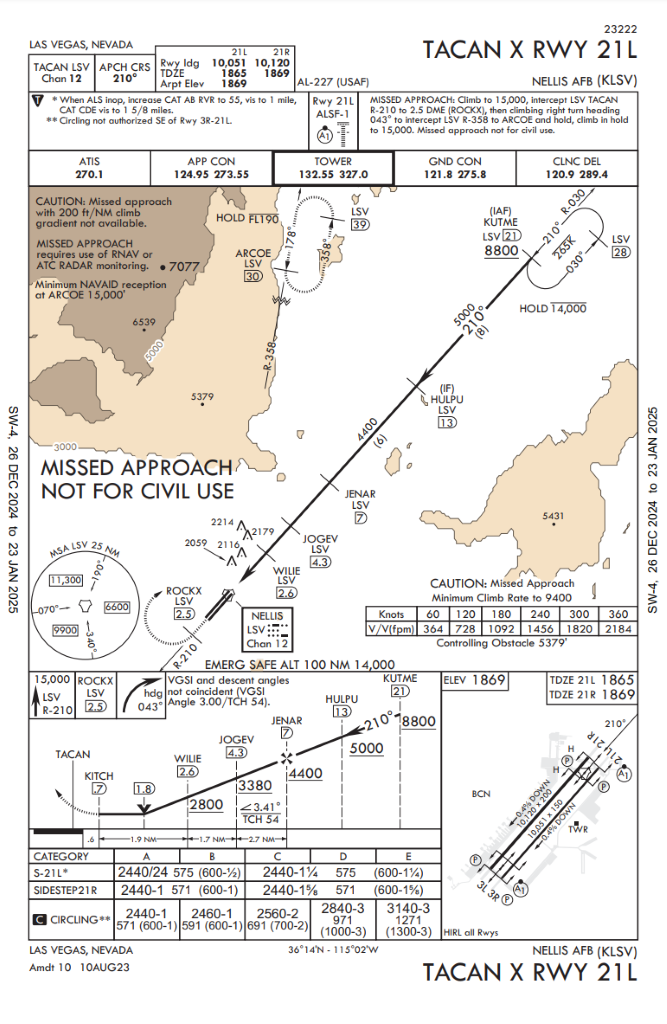 23222
LAS VEGAS, NEVADA
TACAN X RWY 21L
NELLIS AFB (KLSV)
TACAN LSV
Chan 12
APP CRS
210°
21L 21R
Rwy ldg 10,051 10,120
TDZE 1865 1869
Arpt Elev 1869
AL-227 (USAF)
T
* When ALS inop, increase CAT AB RVR to 55, vis to 1 mile,
CAT CDE vis to 1 5/8 miles.
** Circling not authorized SE of Rwy 3R-21L.
Rwy 21L
ALSF-1
A1
MISSED APPROACH: Climb to 15,000, intercept LSV TACAN
R-210 to 2.5 DME (ROCKX), then climbing right turn heading
043° to intercept LSV R-358 to ARCOE and hold, climb in hold
to 15,000. Missed approach not for civil use.
ATIS
270.1
APP CON
124.95 273.55
TOWER
132.55 327.0
GND CON
121.8 275.8
CLNC DEL
120.9 289.4
CAUTION: Missed approach
with 200 ft/NM climb
gradient not available.
MISSED APPROACH
requires use of RNAV or
ATC RADAR monitoring.
Minimum NAVAID reception
at ARCOE 15,000'
7077
6539
5000
5379
3000
HOLD FL190
178°
358°
LSV
39
ARCOE
LSV
30
R-358
(IAF)
KUTME
LSV 21
8800
210°
R-030
265K
030°
LSV
28
HOLD 14,000
5000
210°
(8)
(IF)
HULPU
LSV
13
4400
(6)
MISSED APPROACH
NOT FOR CIVIL USE
JENAR
LSV
7
5431
2214
2179
2116
2059
JOGEV
LSV
4.3
WILIE
LSV
2.6
MSA LSV 25 NM
11,300
190°
070°
6600
9900
340°
ROCKX
LSV
2.5
R-210
NELLIS
LSV
Chan 12
CAUTION: Missed Approach
Minimum Climb Rate to 9400
Knots 60 120 180 240 300 360
V/V(fpm) 364 728 1092 1456 1820 2184
Controlling Obstacle 5379'
EMERG SAFE ALT 100 NM 14,000
15,000
LSV
R-210
ROCKX
LSV
2.5
hdg
043°
VGSI and descent angles
not coincident (VGSI
Angle 3.00/TCH 54).
KUTME
21
8800
HULPU
13
210°
5000
JENAR
7
4400
JOGEV
4.3
3380
WILIE
2.6
2800
TACAN
KITCH
.7
1.8
3.41°
TCH 54
.6
1.9 NM
1.7 NM
2.7 NM
ELEV 1869
TDZE 21L 1865
TDZE 21R 1869
210°
21L 21R
H
H
P
P
A1
BCN
0.4% DOWN
10,120 X 200
10,051 X 150
0.4% DOWN
TWR
P
3L 3R
P
A1
HIRL all Rwys
CATEGORY A B C D E
S-21L* 2440/24 575 (600-½) 2440-1¼ 575 (600-1¼)
SIDESTEP21R 2440-1 571 (600-1) 2440-1⅝ 571 (600-1⅝)
C CIRCLING** 2440-1 571 (600-1) 2460-1 591 (600-1) 2560-2 691 (700-2) 2840-3 971 (1000-3) 3140-3 1271 (1300-3)
LAS VEGAS, NEVADA
Amdt 10 10AUG23
36°14'N - 115°02'W
NELLIS AFB (KLSV)
TACAN X RWY 21L
SW-4, 26 DEC 2024 to 23 JAN 2025
SW-4, 26 DEC 2024 to 23 JAN 2025